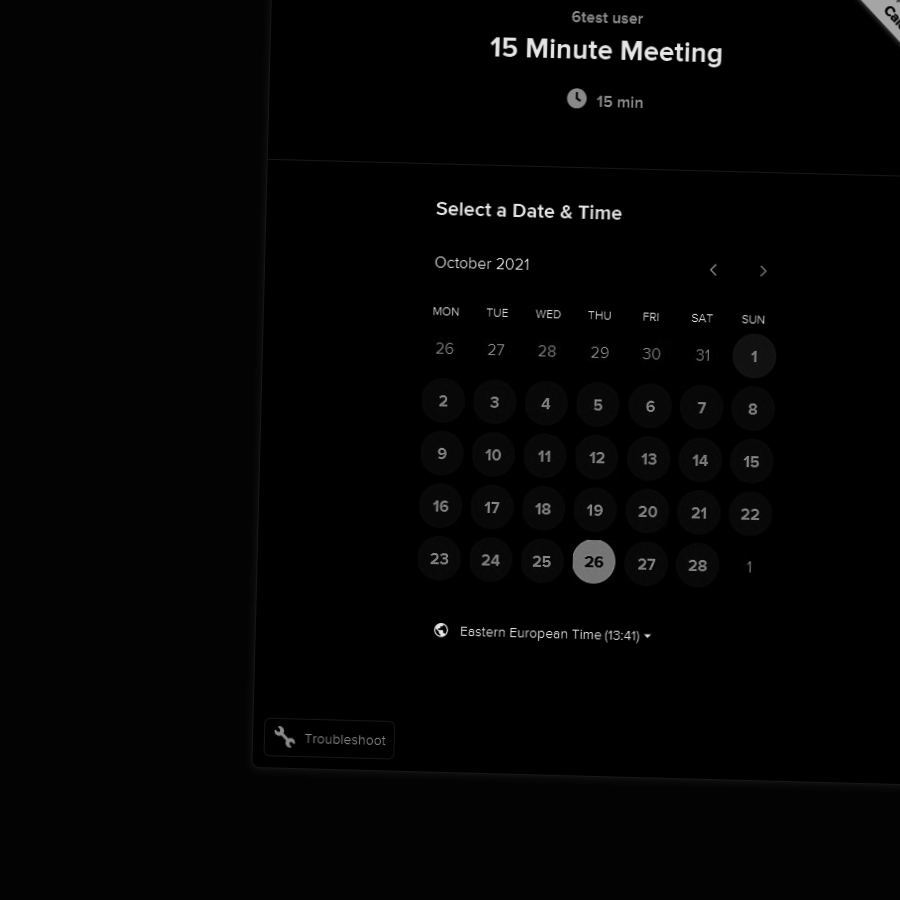 6test user
15 Minute Meeting
15 min
Select a Date & Time
October 2021
MON TUE WED THU FRI SAT SUN
26 27 28 29 30 31 1
2 3 4 5 6 7 8
9 10 11 12 13 14 15
16 17 18 19 20 21 22
23 24 25 26 27 28 1
Eastern European Time (13:41)
Troubleshoot